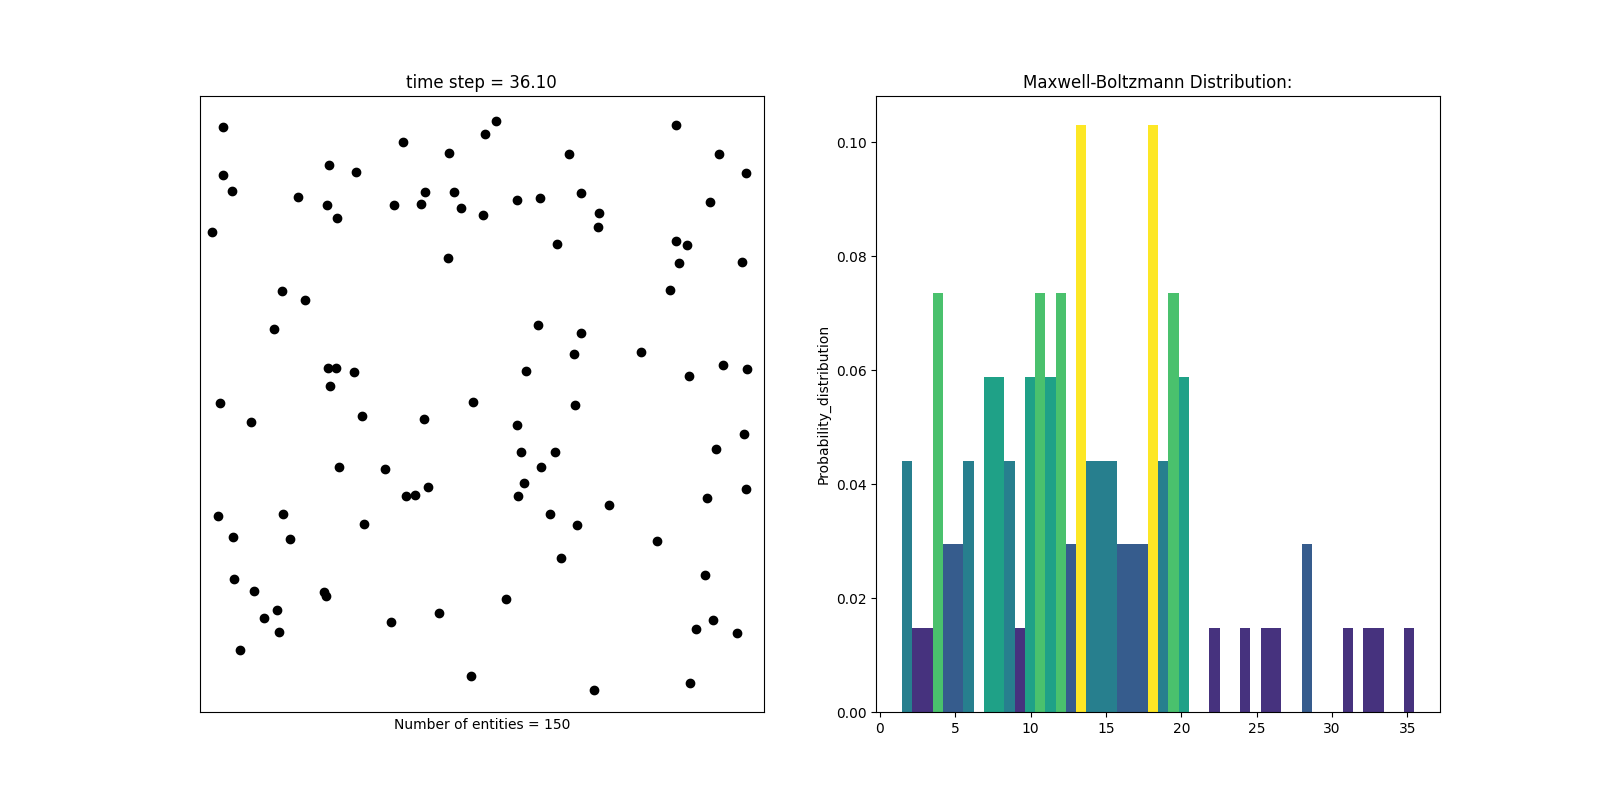 time step = 36.10
Number of entities = 150
Maxwell-Boltzmann Distribution:
Probability_distribution
0.10
0.08
0.06
0.04
0.02
0.00
0 5 10 15 20 25 30 35